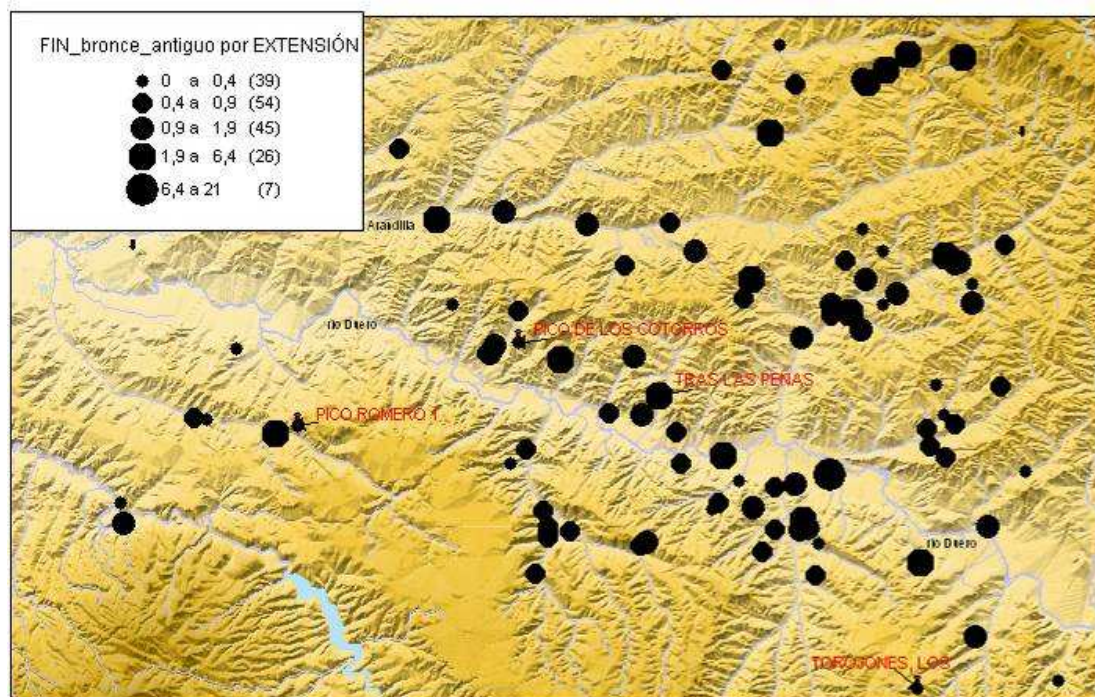 FIN_bronce_antiguo por EXTENSIÓN
0 a 0,4 (39)
0,4 a 0,9 (54)
0,9 a 1,9 (45)
1,9 a 6,4 (26)
6,4 a 21 (7)
Arandilla
río Duero
PICO DE LOS COTORROS
TRAS LAS PEÑAS
PICO ROMERO 1
río Duero
TOROJONES, LOS